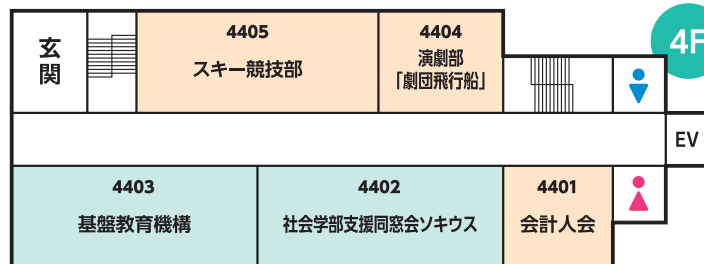 4F
玄関
4405
スキー競技部
4404
演劇部
「劇団飛行船」
EV
4403
基盤教育機構
4402
社会学部支援同窓会ソキウス
4401
会計人会